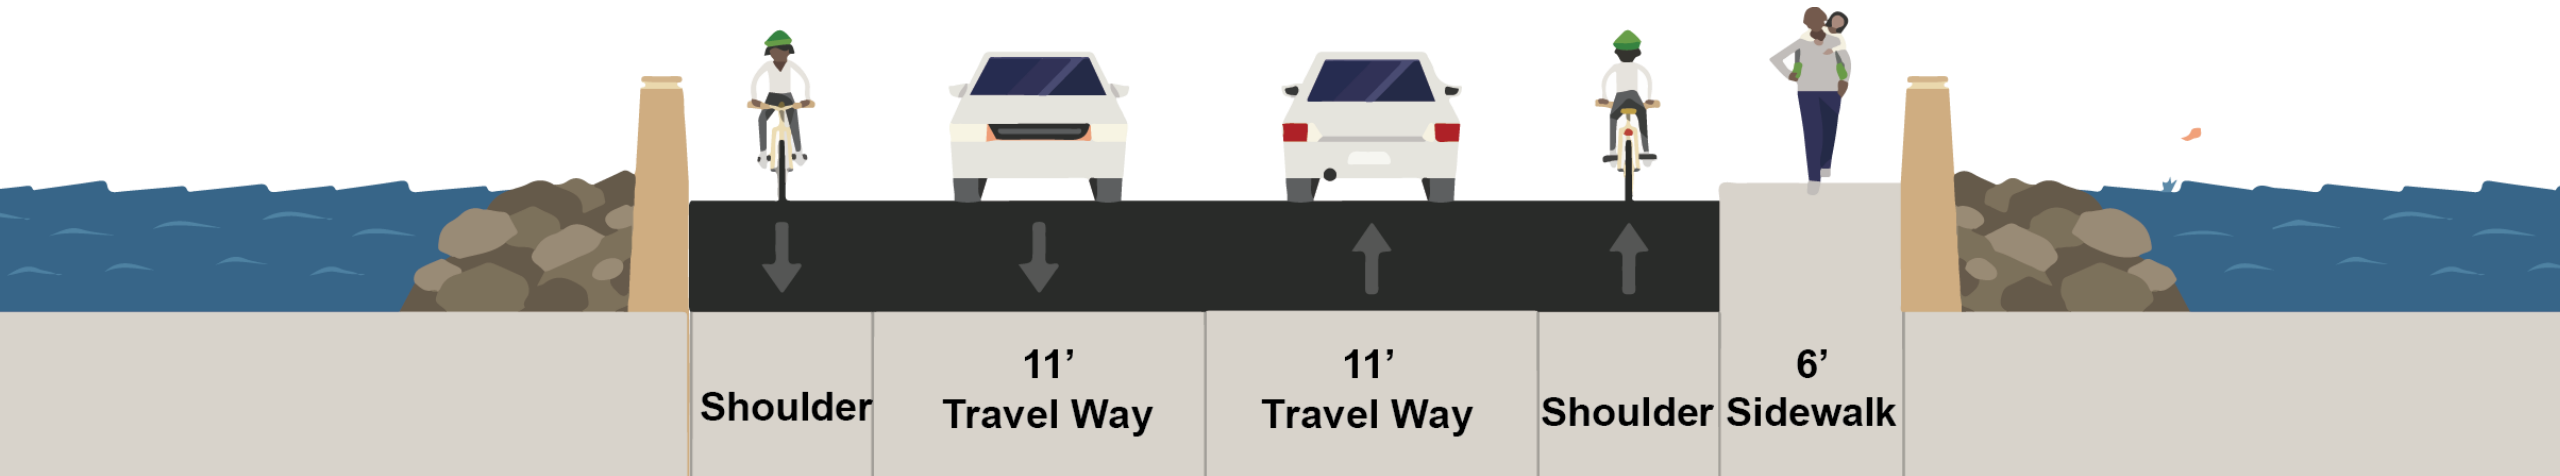 Shoulder
11’
Travel Way
11’
Travel Way
Shoulder
6’
Sidewalk